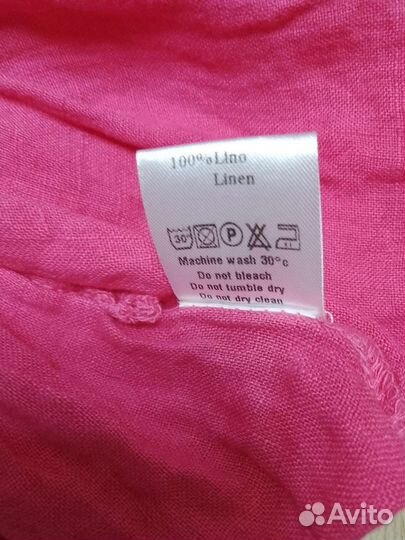 100% Lino
Linen
30°
P
Machine wash 30°c
Do not bleach
Do not tumble dry
Do not dry clean
Avito